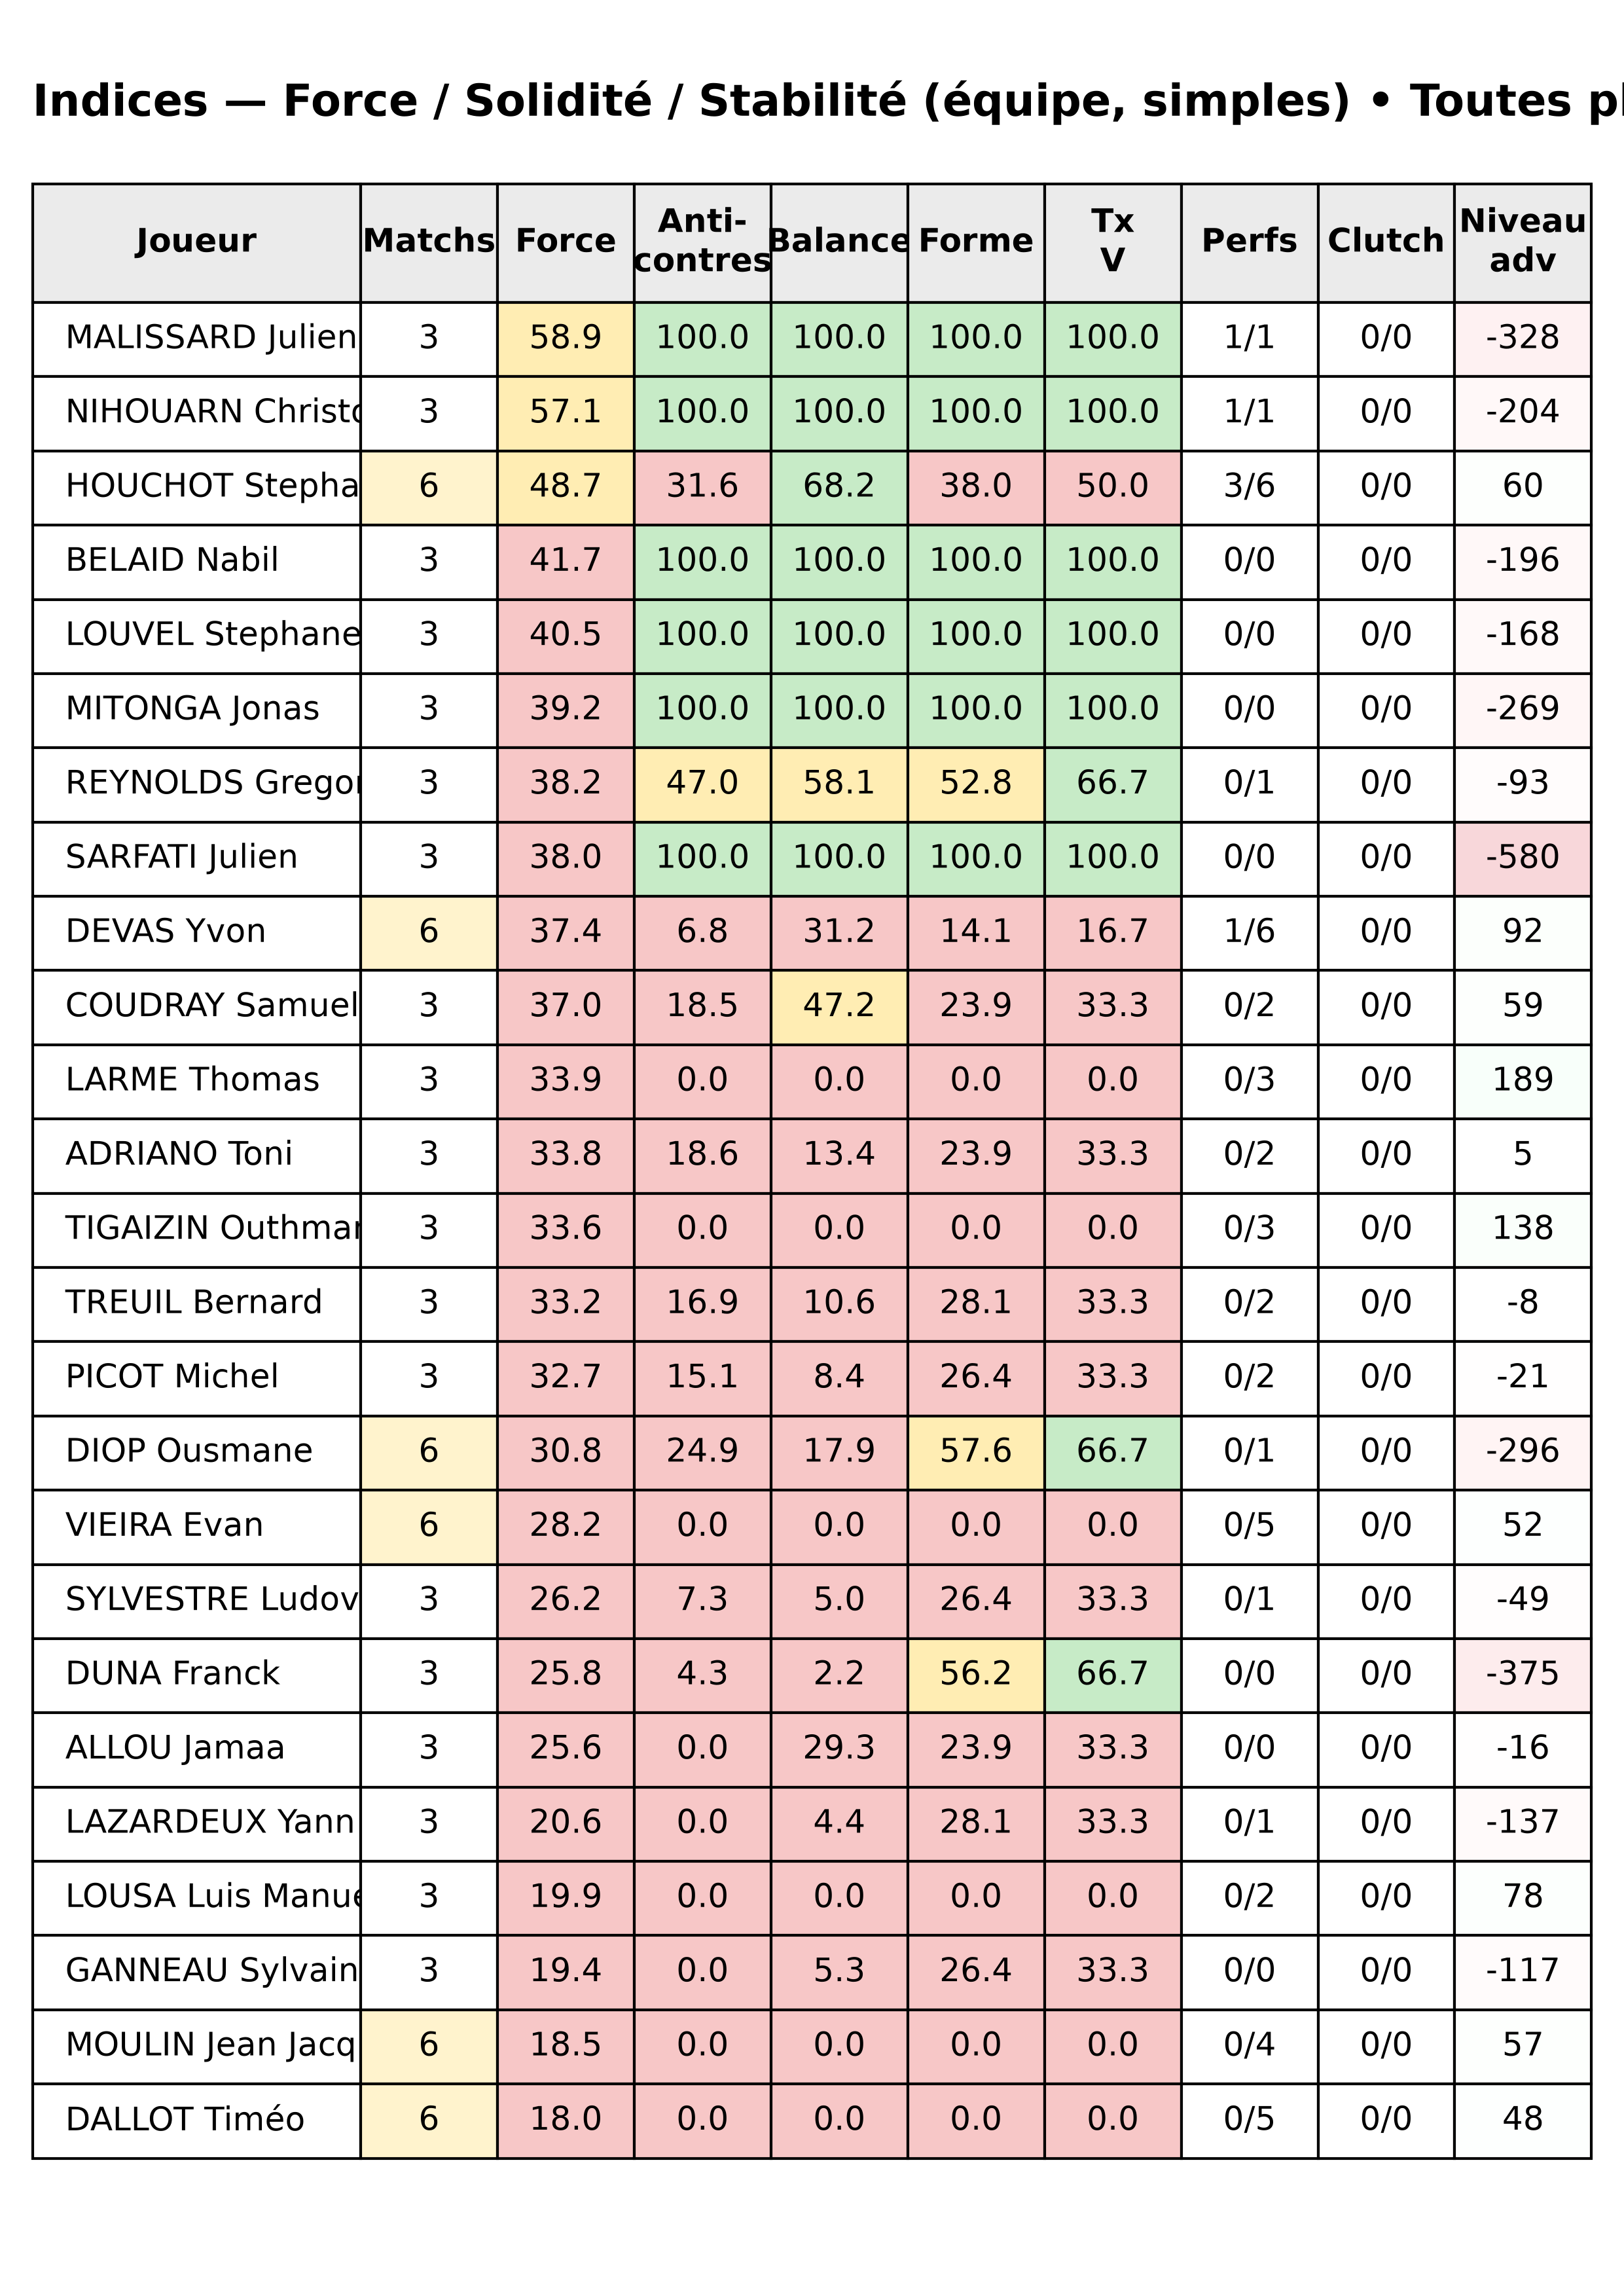 Indices — Force / Solidité / Stabilité (équipe, simples) • Toutes pl
Joueur Matchs Force Anti-contres Balance Forme Tx V Perfs Clutch Niveau adv
MALISSARD Julien 3 58.9 100.0 100.0 100.0 100.0 1/1 0/0 -328
NIHOUARN Christo 3 57.1 100.0 100.0 100.0 100.0 1/1 0/0 -204
HOUCHOT Stepha 6 48.7 31.6 68.2 38.0 50.0 3/6 0/0 60
BELAID Nabil 3 41.7 100.0 100.0 100.0 100.0 0/0 0/0 -196
LOUVEL Stephane 3 40.5 100.0 100.0 100.0 100.0 0/0 0/0 -168
MITONGA Jonas 3 39.2 100.0 100.0 100.0 100.0 0/0 0/0 -269
REYNOLDS Gregor 3 38.2 47.0 58.1 52.8 66.7 0/1 0/0 -93
SARFATI Julien 3 38.0 100.0 100.0 100.0 100.0 0/0 0/0 -580
DEVAS Yvon 6 37.4 6.8 31.2 14.1 16.7 1/6 0/0 92
COUDRAY Samuel 3 37.0 18.5 47.2 23.9 33.3 0/2 0/0 59
LARME Thomas 3 33.9 0.0 0.0 0.0 0.0 0/3 0/0 189
ADRIANO Toni 3 33.8 18.6 13.4 23.9 33.3 0/2 0/0 5
TIGAIZIN Outhman 3 33.6 0.0 0.0 0.0 0.0 0/3 0/0 138
TREUIL Bernard 3 33.2 16.9 10.6 28.1 33.3 0/2 0/0 -8
PICOT Michel 3 32.7 15.1 8.4 26.4 33.3 0/2 0/0 -21
DIOP Ousmane 6 30.8 24.9 17.9 57.6 66.7 0/1 0/0 -296
VIEIRA Evan 6 28.2 0.0 0.0 0.0 0.0 0/5 0/0 52
SYLVESTRE Ludov 3 26.2 7.3 5.0 26.4 33.3 0/1 0/0 -49
DUNA Franck 3 25.8 4.3 2.2 56.2 66.7 0/0 0/0 -375
ALLOU Jamaa 3 25.6 0.0 29.3 23.9 33.3 0/0 0/0 -16
LAZARDEUX Yann 3 20.6 0.0 4.4 28.1 33.3 0/1 0/0 -137
LOUSA Luis Manue 3 19.9 0.0 0.0 0.0 0.0 0/2 0/0 78
GANNEAU Sylvain 3 19.4 0.0 5.3 26.4 33.3 0/0 0/0 -117
MOULIN Jean Jacq 6 18.5 0.0 0.0 0.0 0.0 0/4 0/0 57
DALLOT Timéo 6 18.0 0.0 0.0 0.0 0.0 0/5 0/0 48